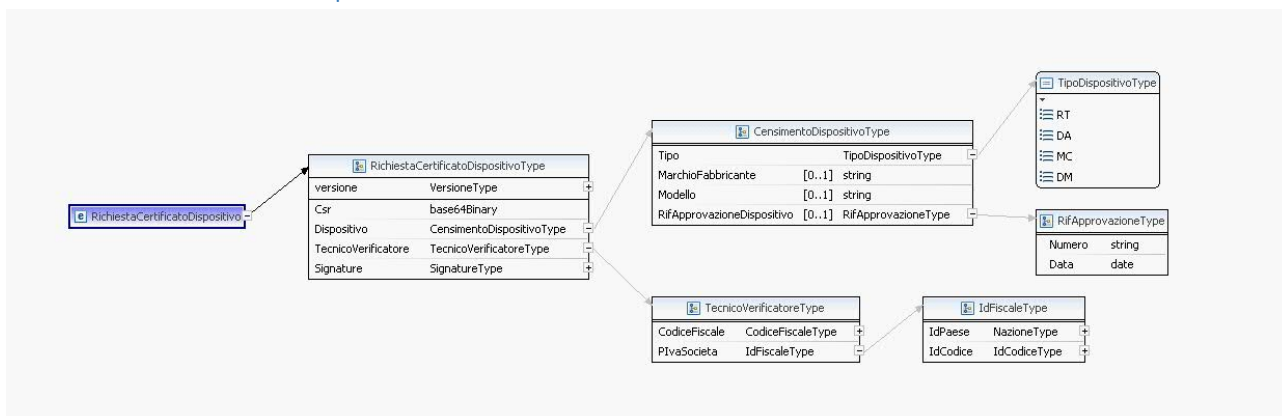 RichiestaCertificatoDispositivo
RichiestaCertificatoDispositivoType
versione VersioneType
Csr base64Binary
Dispositivo CensimentoDispositivoType
TecnicoVerificatore TecnicoVerificatoreType
Signature SignatureType
CensimentoDispositivoType
Tipo TipoDispositivoType
MarchioFabbricante [0..1] string
Modello [0..1] string
RifApprovazioneDispositivo [0..1] RifApprovazioneType
TipoDispositivoType
RT
DA
MC
DM
RifApprovazioneType
Numero string
Data date
TecnicoVerificatoreType
CodiceFiscale CodiceFiscaleType
PIvaSocieta IdFiscaleType
IdFiscaleType
IdPaese NazioneType
IdCodice IdCodiceType